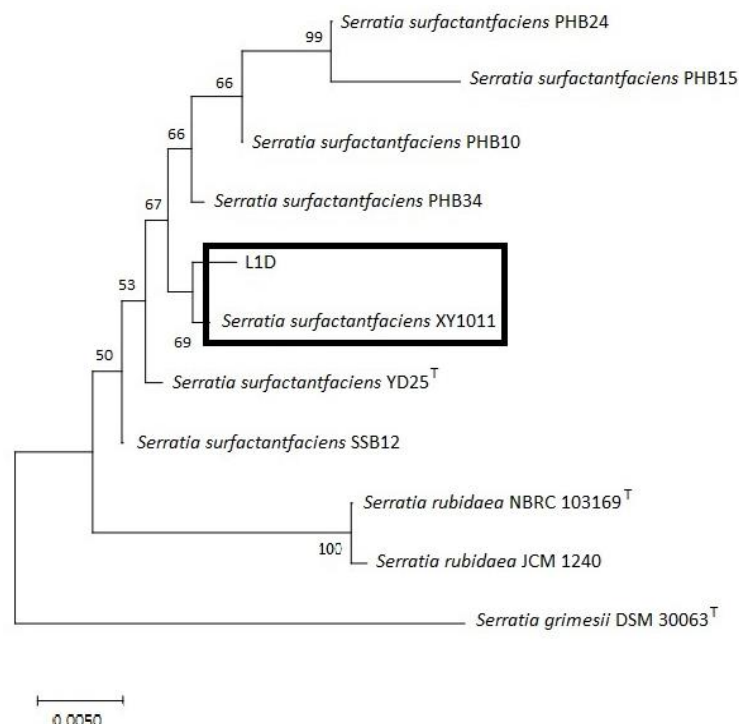 Serratia surfactantfaciens PHB24
99
Serratia surfactantfaciens PHB15
66
Serratia surfactantfaciens PHB10
66
Serratia surfactantfaciens PHB34
67
L1D
Serratia surfactantfaciens XY1011
69
53
Serratia surfactantfaciens YD25T
50
Serratia surfactantfaciens SSB12
Serratia rubidaea NBRC 103169T
100
Serratia rubidaea JCM 1240
Serratia grimesii DSM 30063T
0.0050